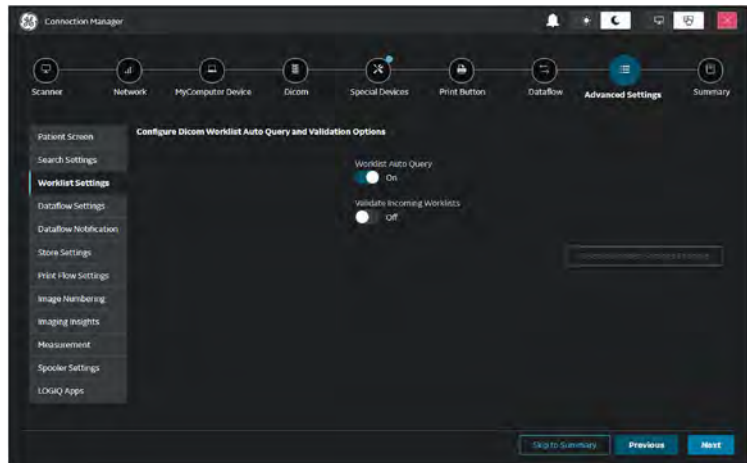 Connection Manager
Scanner
Network
MyComputer Device
Dicom
Special Devices
Print Button
Dataflow
Advanced Settings
Summary
Patient Screen
Search Settings
Worklist Settings
Dataflow Settings
Dataflow Notification
Store Settings
Print Flow Settings
Image Numbering
Imaging Insights
Measurement
Spooler Settings
LOGIQ Apps
Configure Dicom Worklist Auto Query and Validation Options
Worklist Auto Query
On
Validate Incoming Worklists
Off
Skip to Summary
Previous
Next